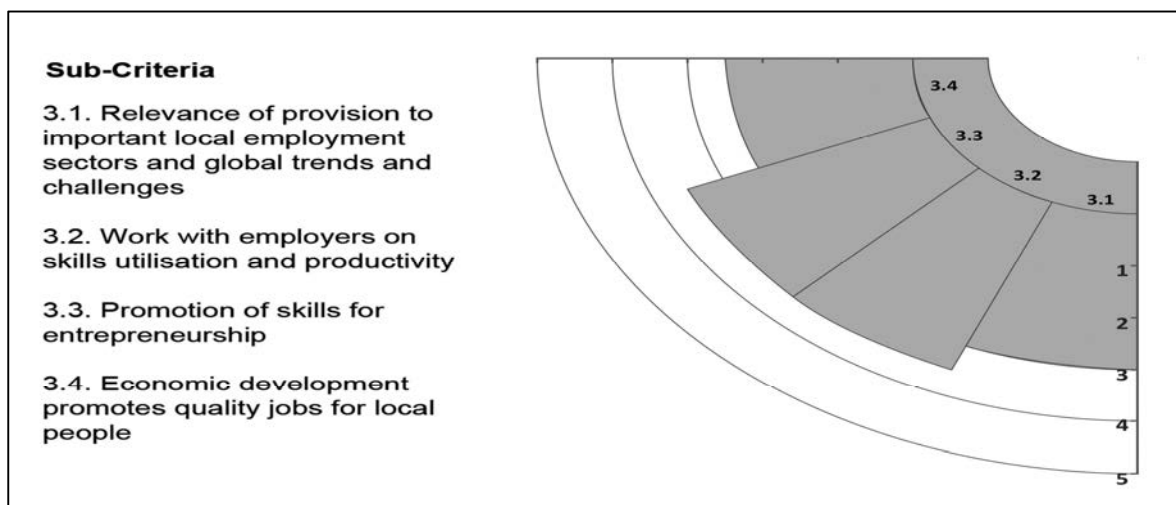 Sub-Criteria
3.1. Relevance of provision to
important local employment
sectors and global trends and
challenges
3.2. Work with employers on
skills utilisation and productivity
3.3. Promotion of skills for
entrepreneurship
3.4. Economic development
promotes quality jobs for local
people
3.4
3.3
3.2
3.1
1
2
3
4
5